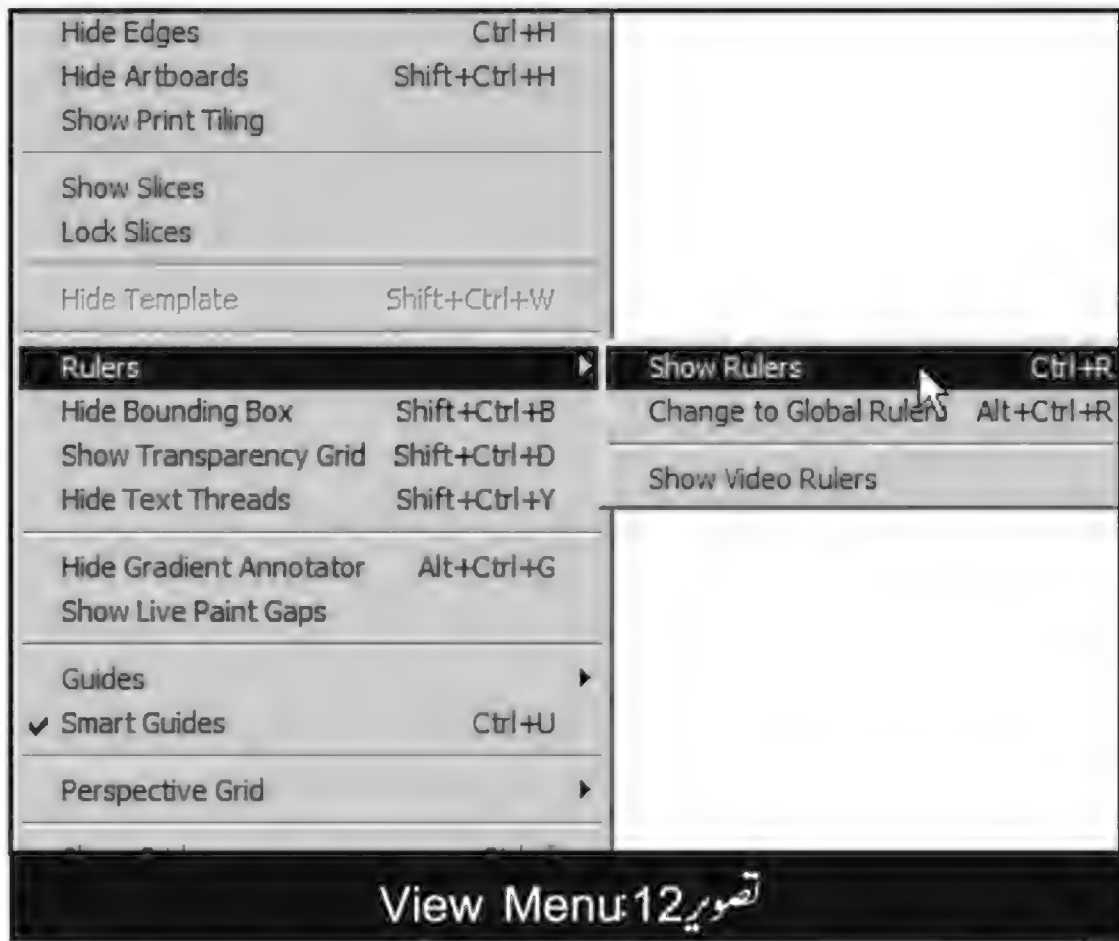 Hide Edges Ctrl+H
Hide Artboards Shift+Ctrl+H
Show Print Tiling
Show Slices
Lock Slices
Hide Template Shift+Ctrl+W
Rulers
Show Rulers Ctrl+R
Hide Bounding Box Shift+Ctrl+B
Change to Global Rulers Alt+Ctrl+R
Show Transparency Grid Shift+Ctrl+D
Show Video Rulers
Hide Text Threads Shift+Ctrl+Y
Hide Gradient Annotator Alt+Ctrl+G
Show Live Paint Gaps
Guides
Smart Guides Ctrl+U
Perspective Grid
تصویر12:View Menu